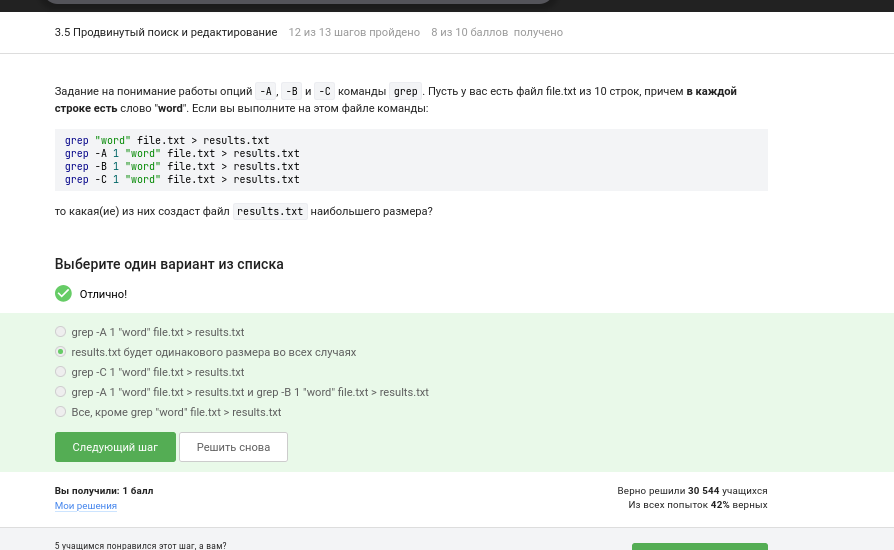 3.5 Продвинутый поиск и редактирование 12 из 13 шагов пройдено 8 из 10 баллов получено
Задание на понимание работы опций -A, -B и -C команды grep. Пусть у вас есть файл file.txt из 10 строк, причем в каждой
строке есть слово "word". Если вы выполните на этом файле команды:
grep "word" file.txt > results.txt
grep -A 1 "word" file.txt > results.txt
grep -B 1 "word" file.txt > results.txt
grep -C 1 "word" file.txt > results.txt
то какая(ие) из них создаст файл results.txt наибольшего размера?
Выберите один вариант из списка
Отлично!
grep -A 1 "word" file.txt > results.txt
results.txt будет одинакового размера во всех случаях
grep -C 1 "word" file.txt > results.txt
grep -A 1 "word" file.txt > results.txt и grep -B 1 "word" file.txt > results.txt
Все, кроме grep "word" file.txt > results.txt
Следующий шаг Решить снова
Вы получили: 1 балл
Мои решения
Верно решили 30 544 учащихся
Из всех попыток 42% верных
5 учащимся понравился этот шаг, а вам?